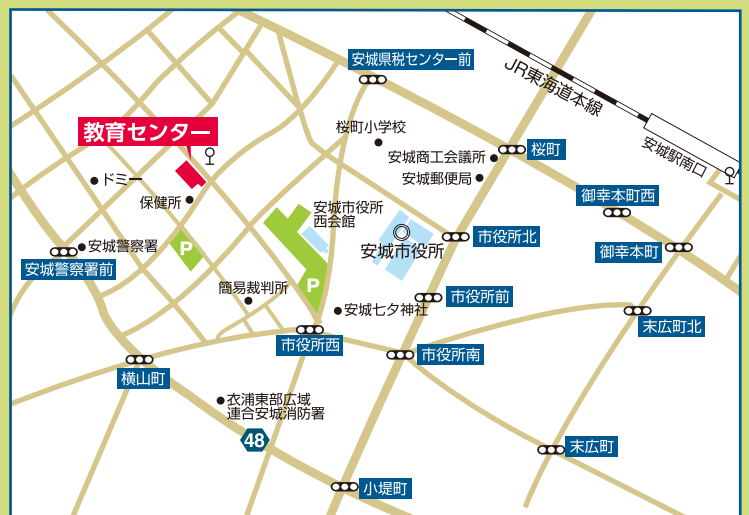 安城県税センター前
JR東海道本線
教育センター
桜町小学校
安城商工会議所
桜町
安城駅南口
安城郵便局
ドミー
保健所
御幸本町西
安城市役所
西会館
安城警察署
P
安城市役所
市役所北
御幸本町
安城警察署前
簡易裁判所
P
市役所前
安城七夕神社
末広町北
市役所西
市役所南
横山町
衣浦東部広域
連合安城消防署
48
末広町
小堤町